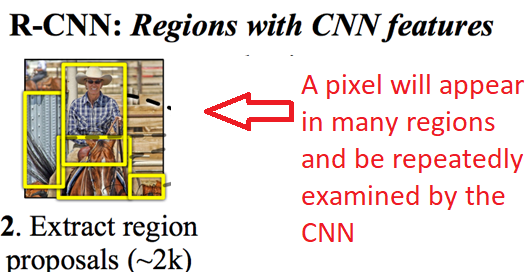 R-CNN: Regions with CNN features
A pixel will appear
in many regions
and be repeatedly
examined by the
CNN
2. Extract region
proposals (~2k)